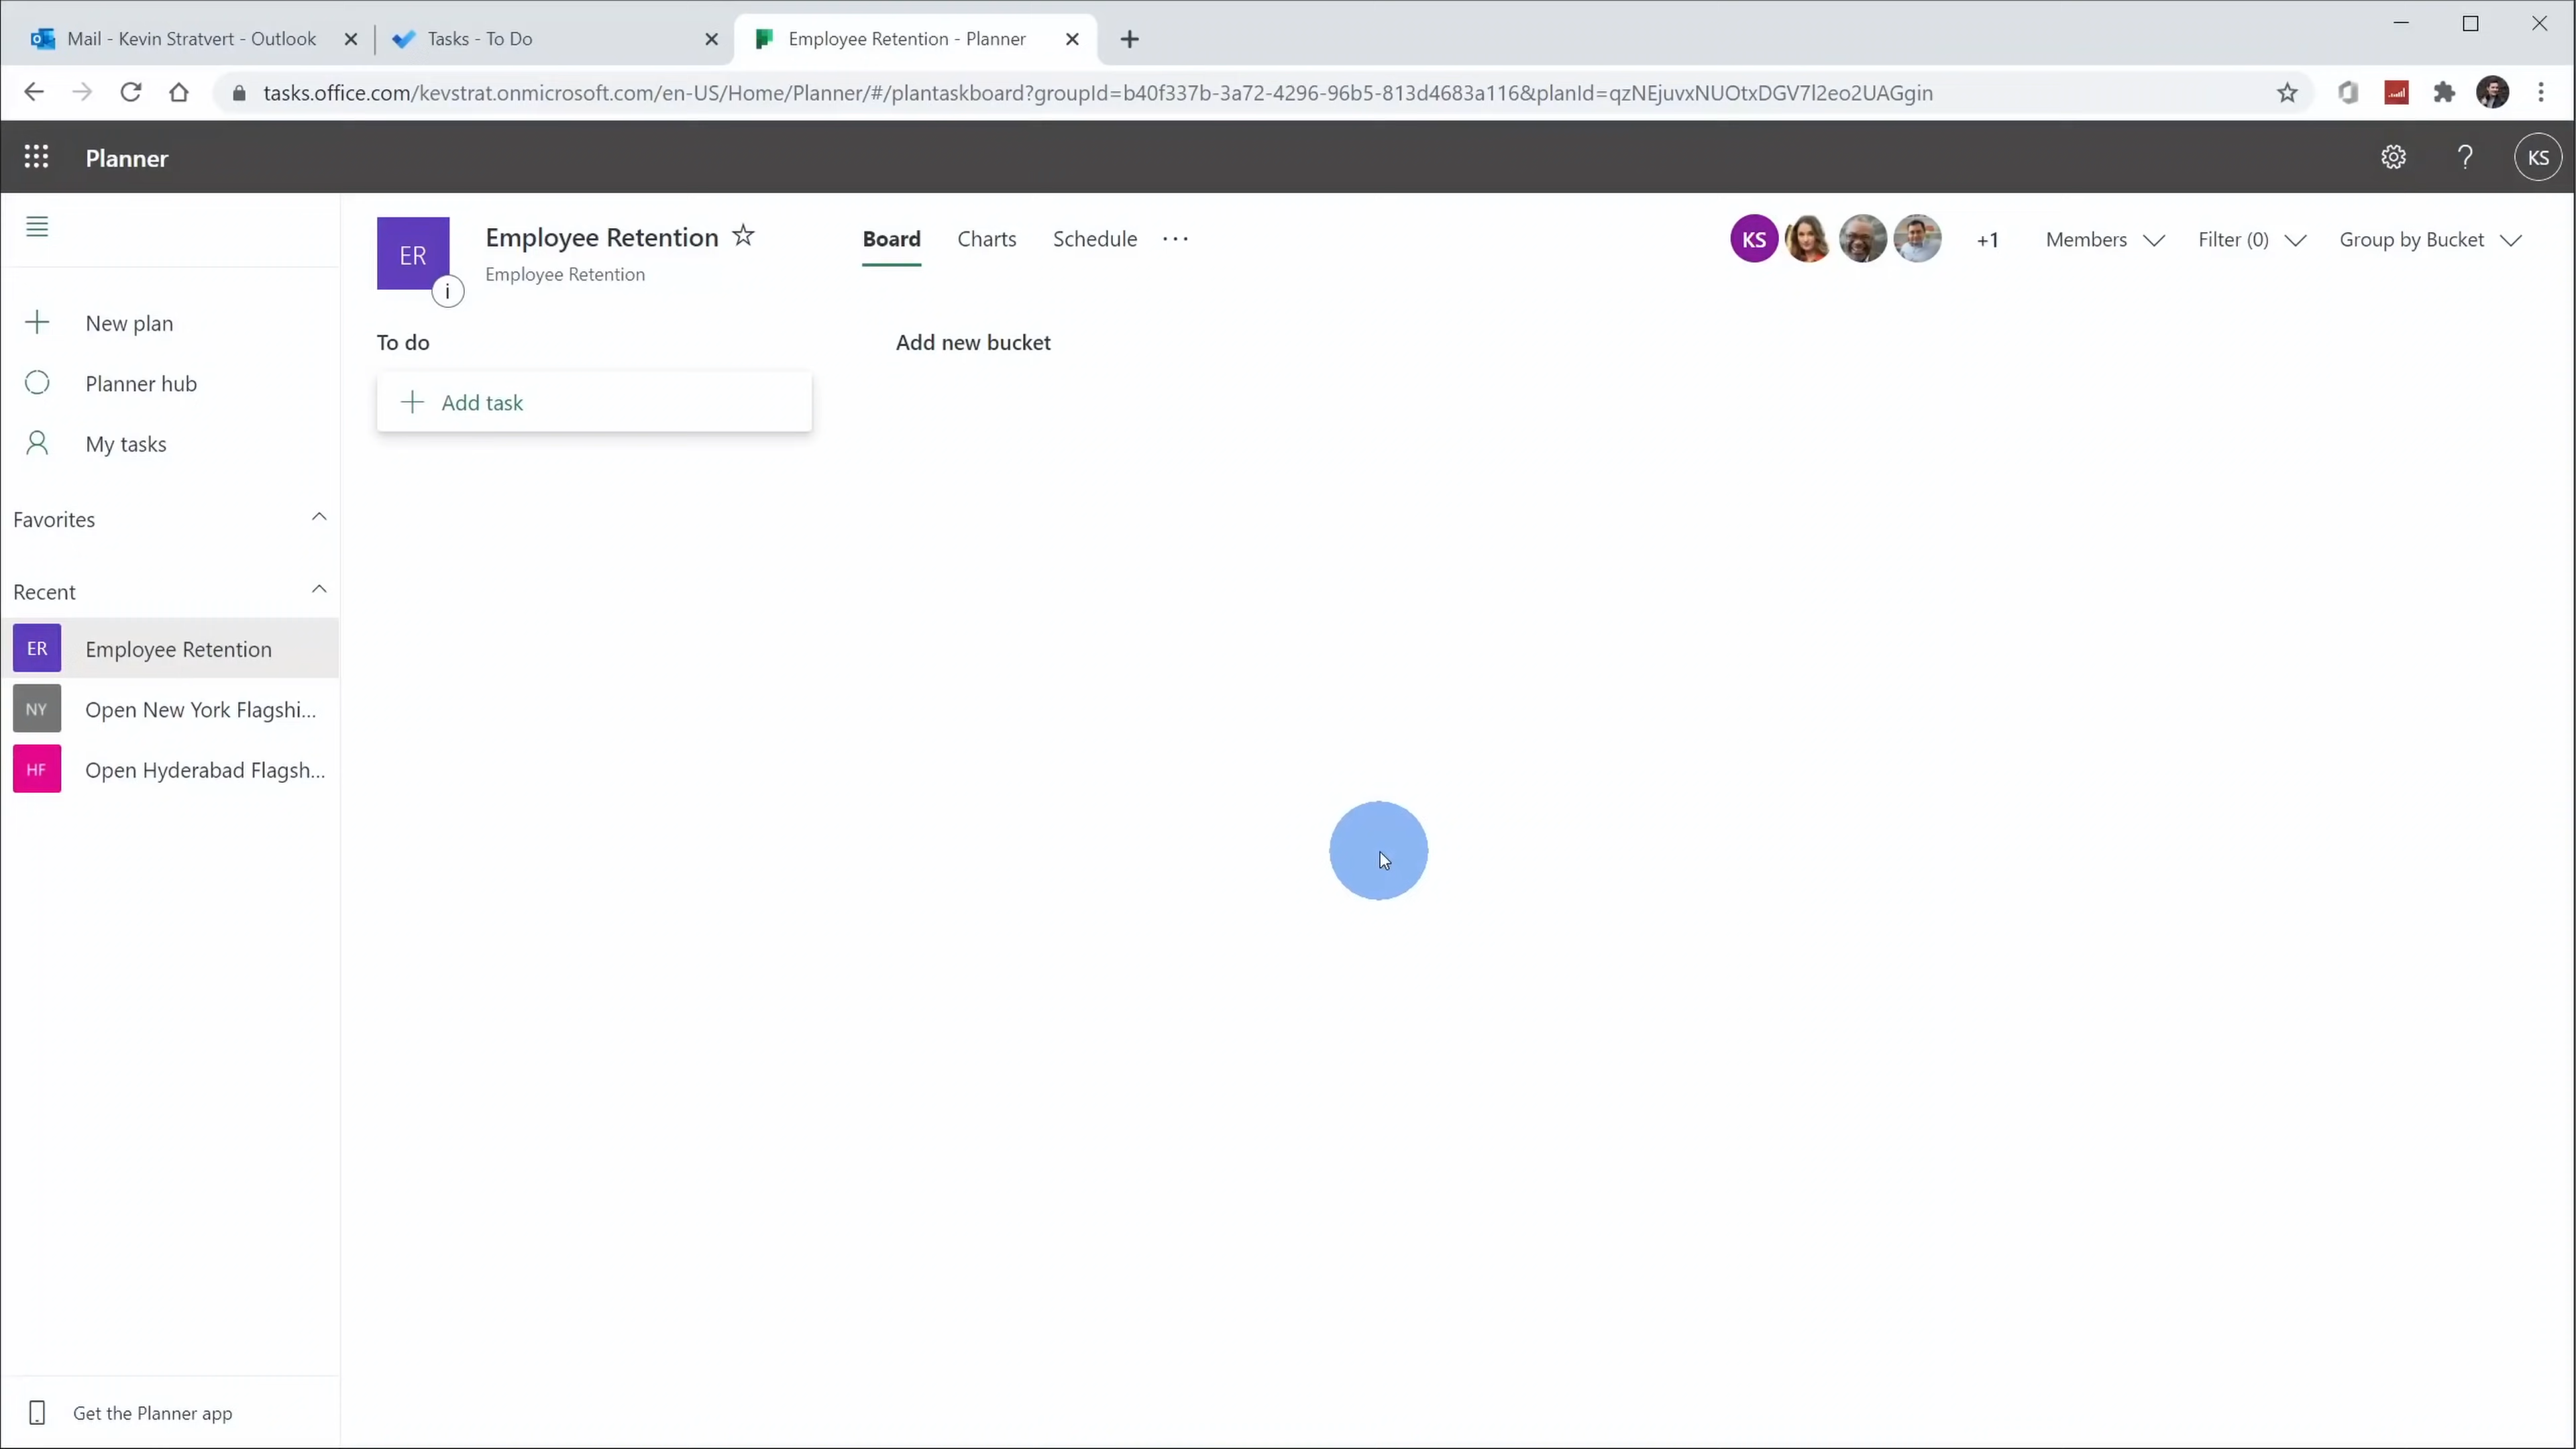 Mail - Kevin Stratvert - Outlook
Tasks - To Do
Employee Retention - Planner
tasks.office.com/kevstrat.onmicrosoft.com/en-US/Home/Planner/#/plantaskboard?groupId=b40f337b-3a72-4296-96b5-813d4683a116&planId=qzNEjuvxNUOtxDGV7l2eo2UAGgin
Planner
KS
ER
i
Employee Retention
Employee Retention
Board
Charts
Schedule
KS
+1
Members
Filter (0)
Group by Bucket
New plan
Planner hub
My tasks
Favorites
Recent
ER Employee Retention
NY Open New York Flagshi...
HF Open Hyderabad Flagsh...
To do
Add task
Add new bucket
Get the Planner app